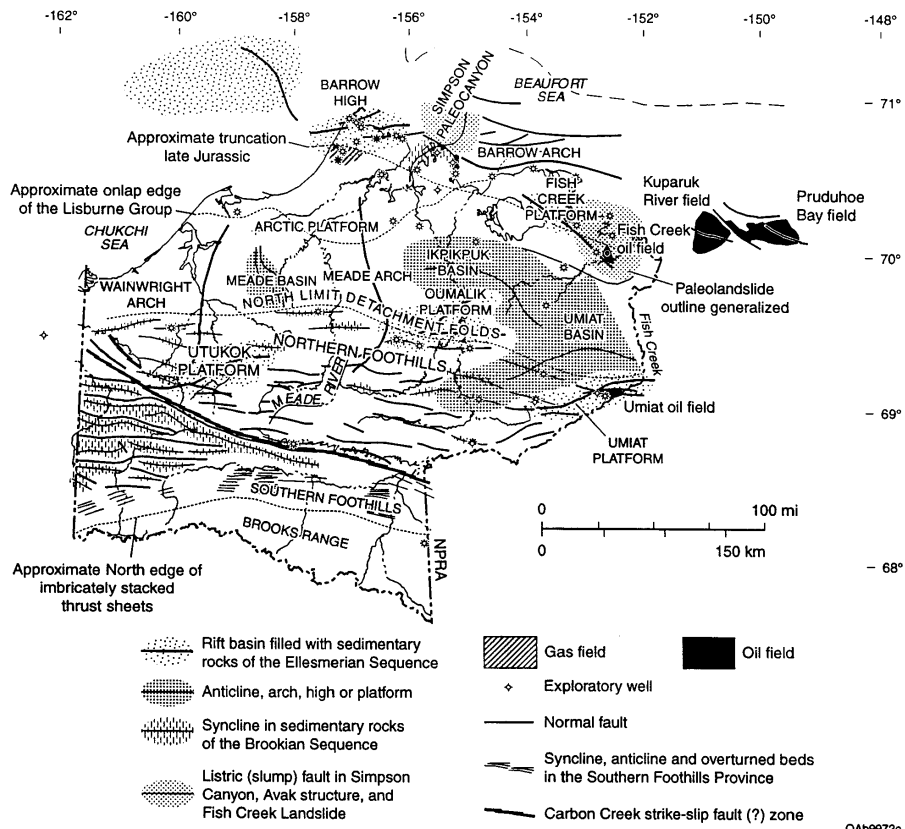 -162°
-160°
-158°
-156°
-154°
-152°
-150°
-148°
71°
70°
69°
68°
BARROW
HIGH
SIMPSON
PALEOCANYON
BEAUFORT
SEA
Approximate truncation
late Jurassic
BARROW ARCH
Approximate onlap edge
of the Lisburne Group
CHUKCHI
SEA
FISH
CREEK
PLATFORM
Kuparuk
River field
Pruduhoe
Bay field
Fish Creek
oil field
ARCTIC PLATFORM
IKPIKPUK
BASIN
WAINWRIGHT
ARCH
MEADE BASIN
MEADE ARCH
Paleolandslide
outline generalized
OUMALIK
PLATFORM
NORTH LIMIT DETACHMENT FOLDS
UMIAT
BASIN
Fish Creek
NORTHERN FOOTHILLS
UTUKOK
PLATFORM
MEADE RIVER
Umiat oil field
UMIAT
PLATFORM
SOUTHERN FOOTHILLS
BROOKS RANGE
NPRA
0 100 mi
0 150 km
Approximate North edge of
imbricately stacked
thrust sheets
Rift basin filled with sedimentary
rocks of the Ellesmerian Sequence
Anticline, arch, high or platform
Syncline in sedimentary rocks
of the Brookian Sequence
Listric (slump) fault in Simpson
Canyon, Avak structure, and
Fish Creek Landslide
Gas field
Oil field
Exploratory well
Normal fault
Syncline, anticline and overturned beds
in the Southern Foothills Province
Carbon Creek strike-slip fault (?) zone